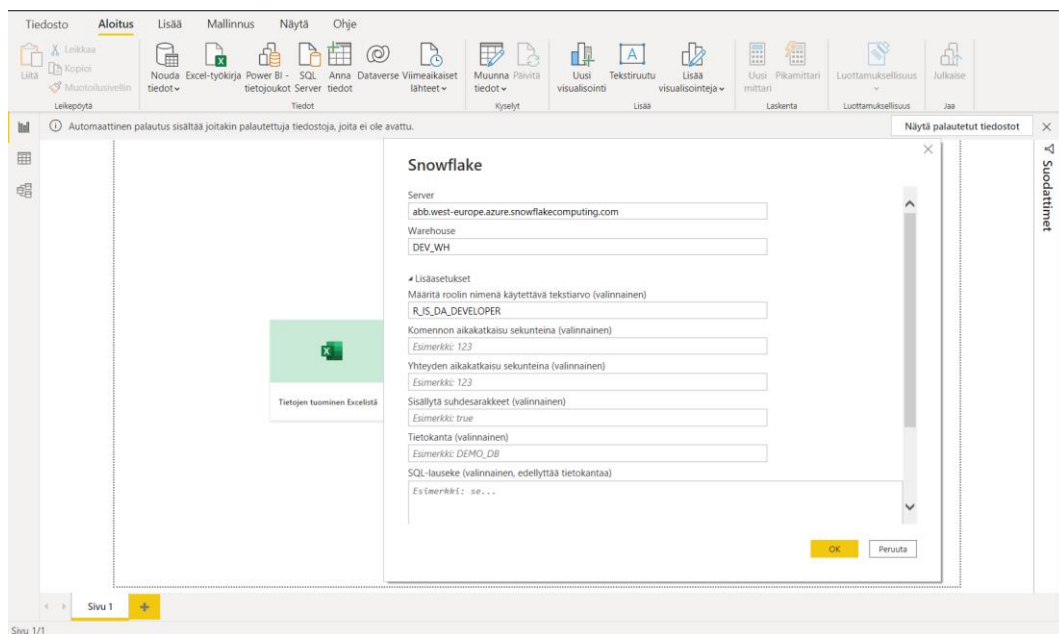 Tiedosto Aloitus Lisää Mallinnus Näytä Ohje
Liitä
Leikkaa
Kopioi
Muotoilusivellin
Leikepöytä
Nouda tiedot
Excel-työkirja
Power BI -tietojoukot
SQL Server
Anna tiedot
Dataverse
Viimeaikaiset lähteet
Tiedot
Muunna tiedot
Päivitä
Kyselyt
Uusi visualisointi
Tekstiruutu
Lisää visualisointeja
Lisää
Uusi mittari
Pikamittari
Laskenta
Luottamuksellisuus
Luottamuksellisuus
Julkaise
Jaa
Automaattinen palautus sisältää joitakin palautettuja tiedostoja, joita ei ole avattu.
Näytä palautetut tiedostot
Suodattimet
Tietojen tuominen Excelistä
Snowflake
Server
abb.west-europe.azure.snowflakecomputing.com
Warehouse
DEV_WH
Lisäasetukset
Määritä roolin nimenä käytettävä tekstiarvo (valinnainen)
R_IS_DA_DEVELOPER
Komennon aikakatkaisu sekunteina (valinnainen)
Esimerkki: 123
Yhteyden aikakatkaisu sekunteina (valinnainen)
Esimerkki: 123
Sisällytä suhdesarakkeet (valinnainen)
Esimerkki: true
Tietokanta (valinnainen)
Esimerkki: DEMO_DB
SQL-lauseke (valinnainen, edellyttää tietokantaa)
Esimerkki: se...
OK
Peruuta
Sivu 1
Sivu 1/1